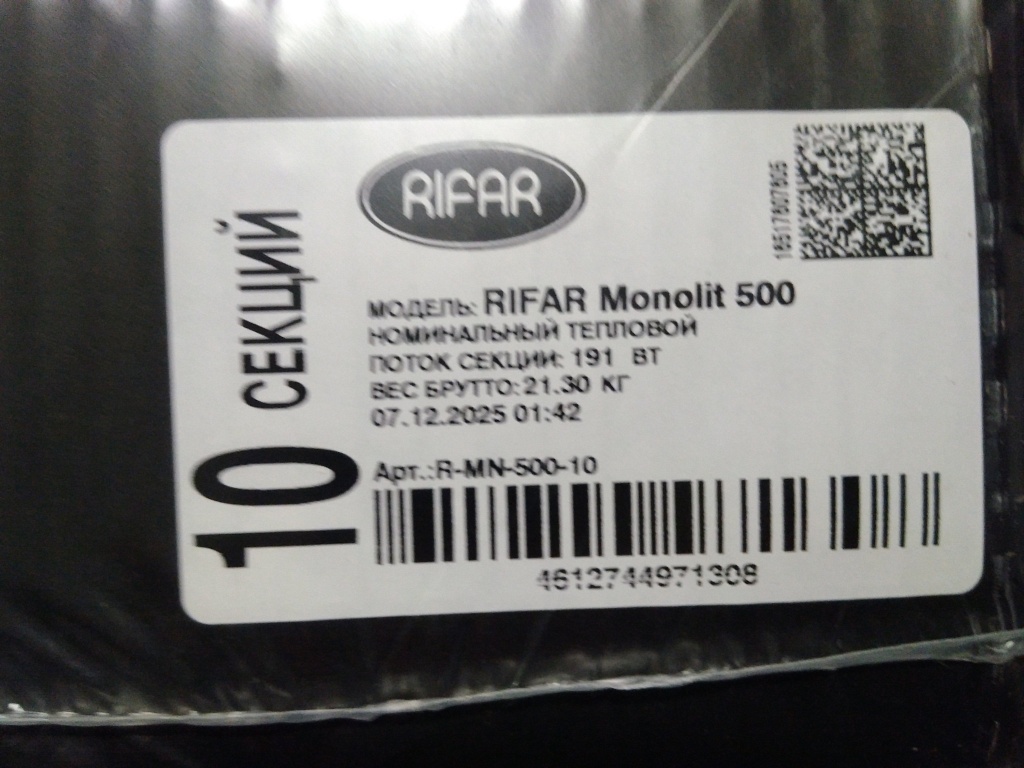 10 СЕКЦИЙ
RIFAR
16517807805
МОДЕЛЬ: RIFAR Monolit 500
НОМИНАЛЬНЫЙ ТЕПЛОВОЙ
ПОТОК СЕКЦИИ: 191 ВТ
ВЕС БРУТТО: 21.30 КГ
07.12.2025 01:42
Арт.:R-MN-500-10
4612744971308